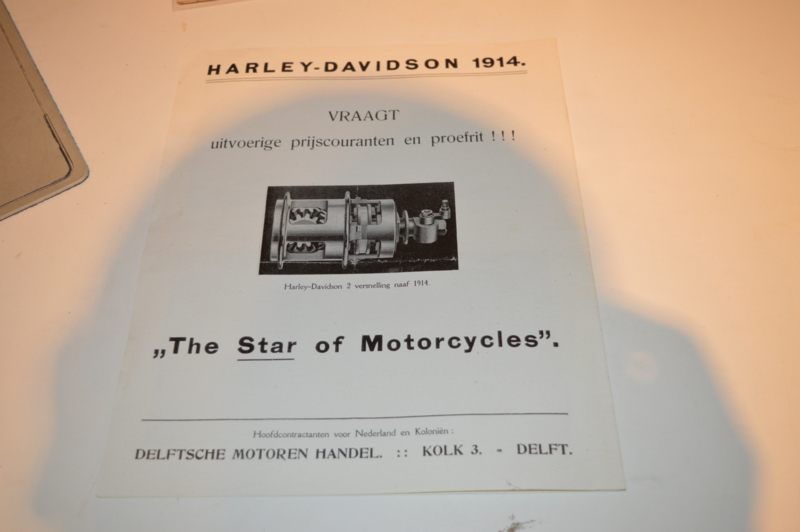 HARLEY-DAVIDSON 1914.
VRAAGT
uitvoerige prijscouranten en proefrit ! ! !
Harley-Davidson 2 versnelling naaf 1914.
„The Star of Motorcycles”.
Hoofdcontractanten voor Nederland en Koloniën :
DELFTSCHE MOTOREN HANDEL. :: KOLK 3. - DELFT.